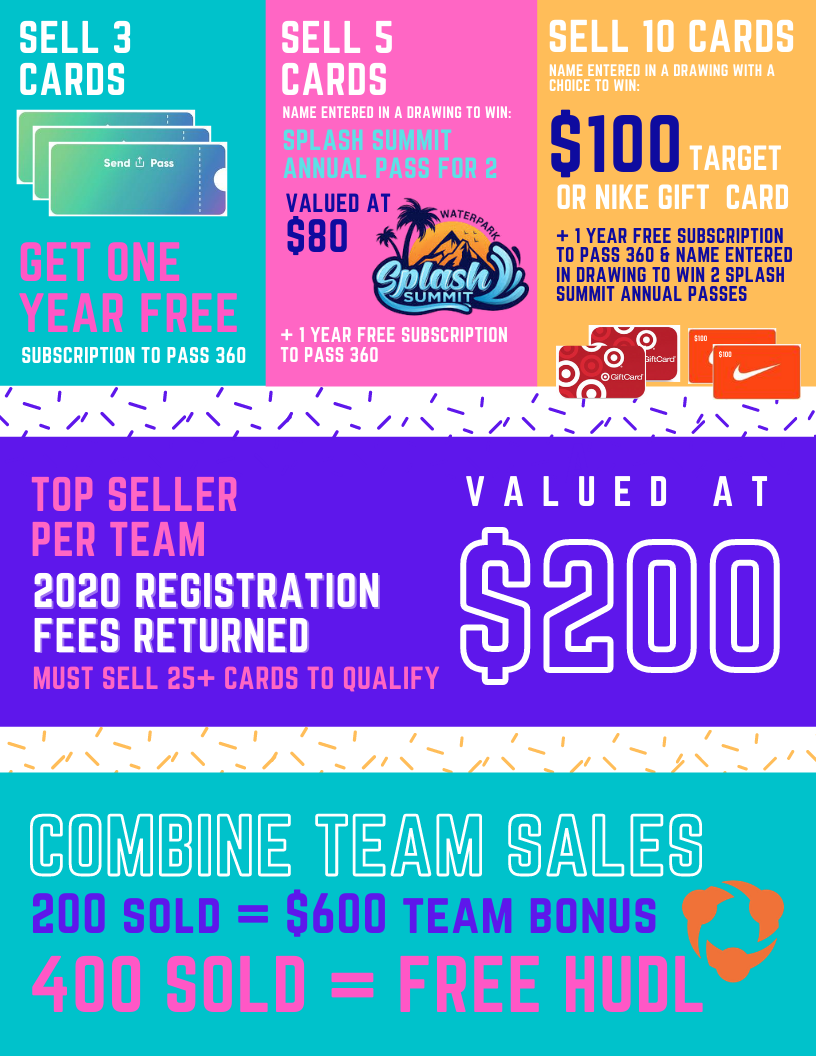 SELL 3
CARDS
Send Pass
GET ONE
YEAR FREE
SUBSCRIPTION TO PASS 360
SELL 5
CARDS
NAME ENTERED IN A DRAWING TO WIN:
SPLASH SUMMIT
ANNUAL PASS FOR 2
VALUED AT
$80
WATERPARK
Splash
SUMMIT
+ 1 YEAR FREE SUBSCRIPTION
TO PASS 360
SELL 10 CARDS
NAME ENTERED IN A DRAWING WITH A
CHOICE TO WIN:
$100 TARGET
OR NIKE GIFT CARD
+ 1 YEAR FREE SUBSCRIPTION
TO PASS 360 & NAME ENTERED
IN DRAWING TO WIN 2 SPLASH
SUMMIT ANNUAL PASSES
GiftCard
GiftCard
$100
$100
TOP SELLER
PER TEAM
2020 REGISTRATION
FEES RETURNED
MUST SELL 25+ CARDS TO QUALIFY
VALUED AT
$200
COMBINE TEAM SALES
200 SOLD = $600 TEAM BONUS
400 SOLD = FREE HUDL